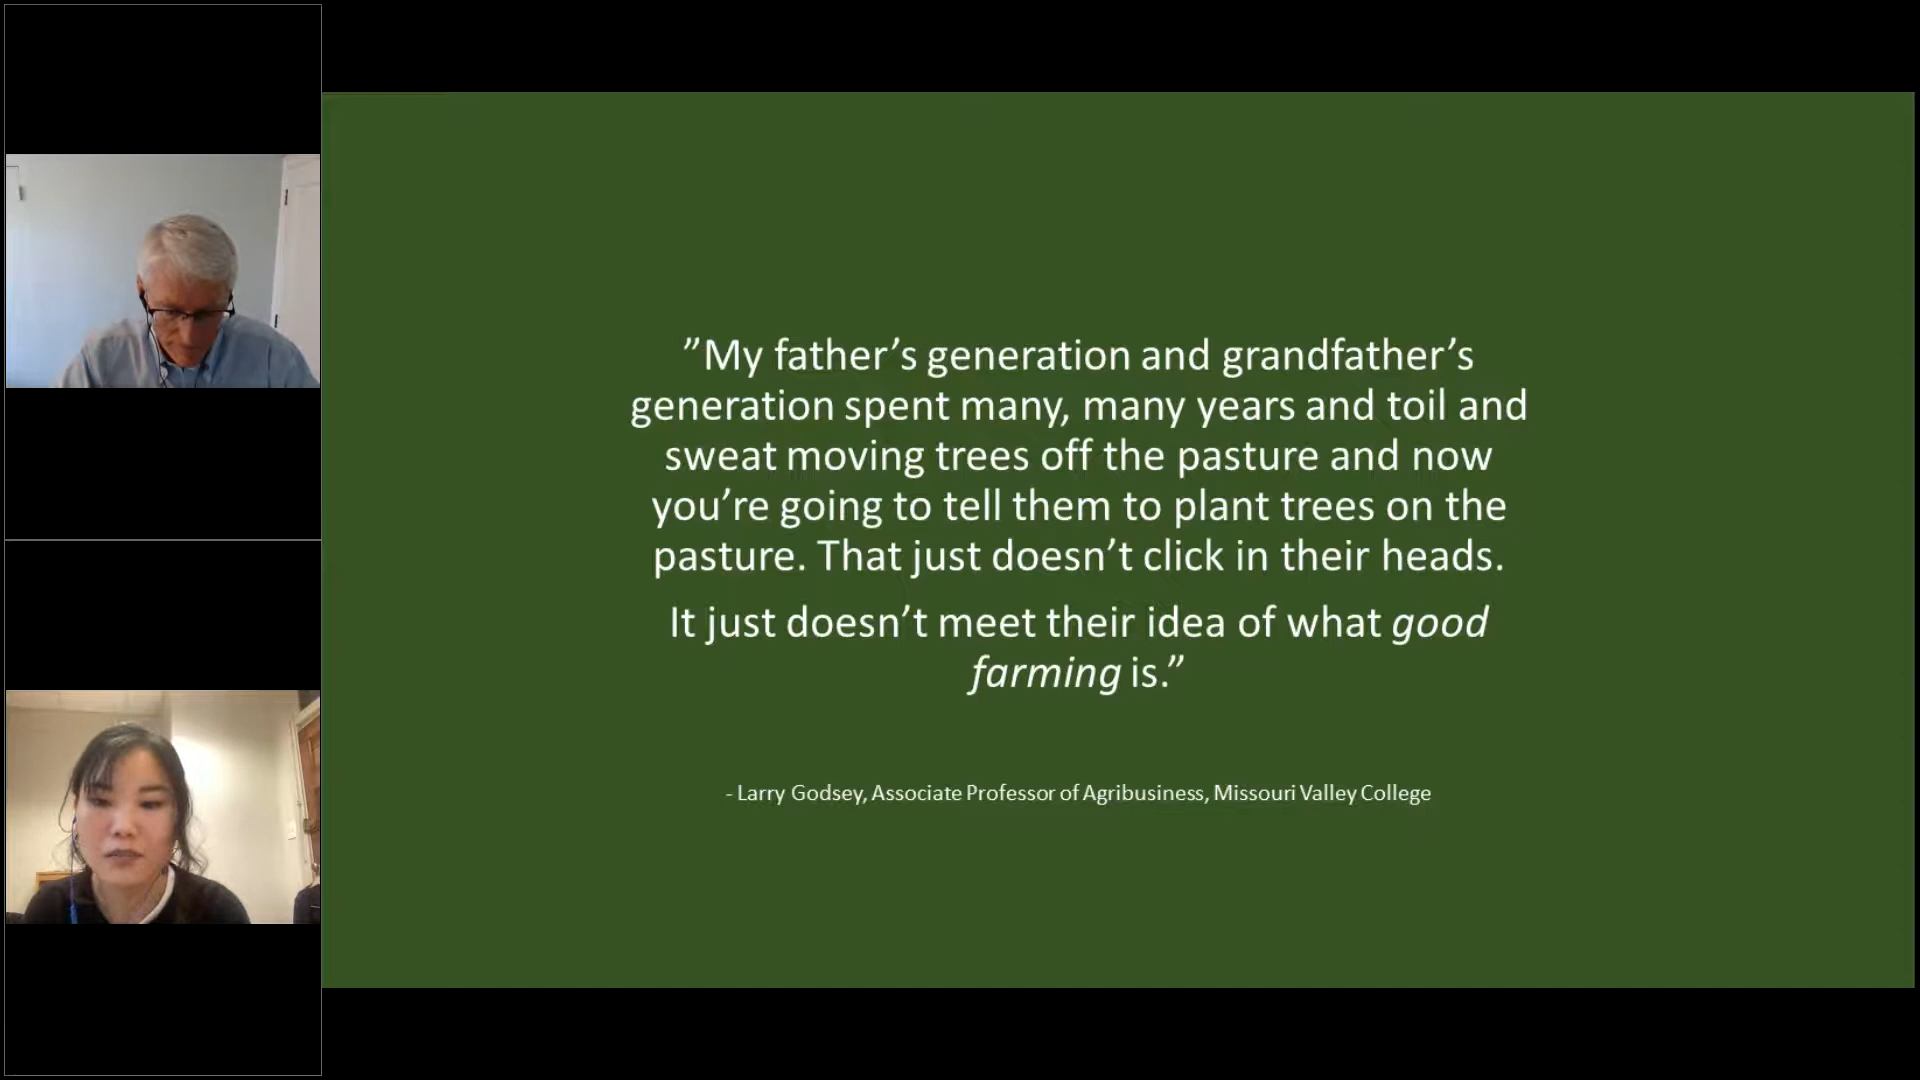 ”My father’s generation and grandfather’s
generation spent many, many years and toil and
sweat moving trees off the pasture and now
you’re going to tell them to plant trees on the
pasture. That just doesn’t click in their heads.
It just doesn’t meet their idea of what good
farming is.”
- Larry Godsey, Associate Professor of Agribusiness, Missouri Valley College